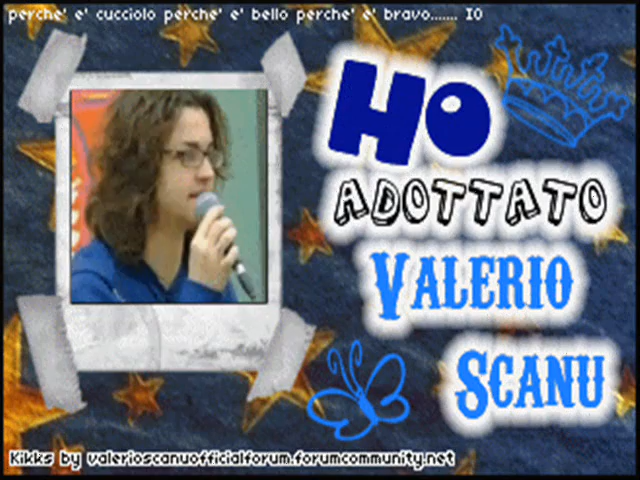 perche' e' cucciolo perche' e' bello perche' e' bravo....... IO
HO
ADOTTATO
VALERIO
SCANU
Kikks by valerioscanuofficialforum.forumcommunity.net